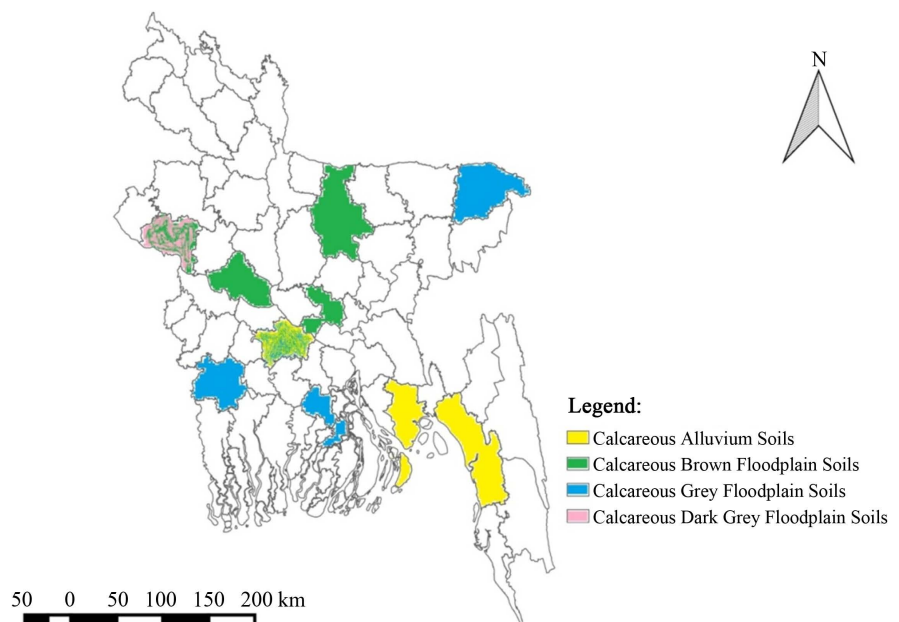 N
Legend:
Calcareous Alluvium Soils
Calcareous Brown Floodplain Soils
Calcareous Grey Floodplain Soils
Calcareous Dark Grey Floodplain Soils
50 0 50 100 150 200 km